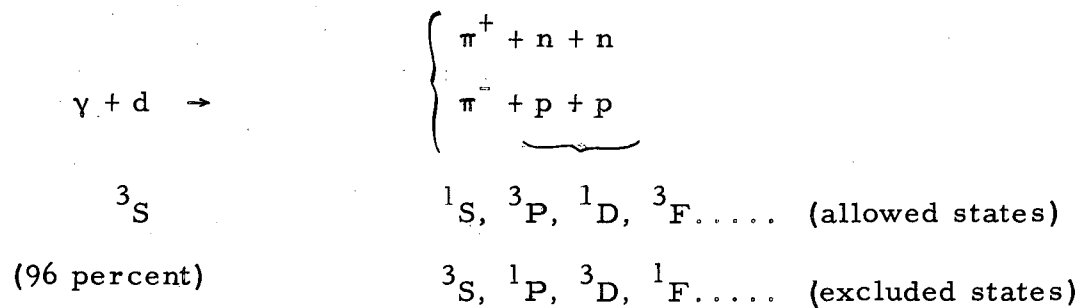 π⁺ + n + n
γ + d →
π⁻ + p + p
³S ¹S, ³P, ¹D, ³F..... (allowed states)
(96 percent) ³S, ¹P, ³D, ¹F..... (excluded states)